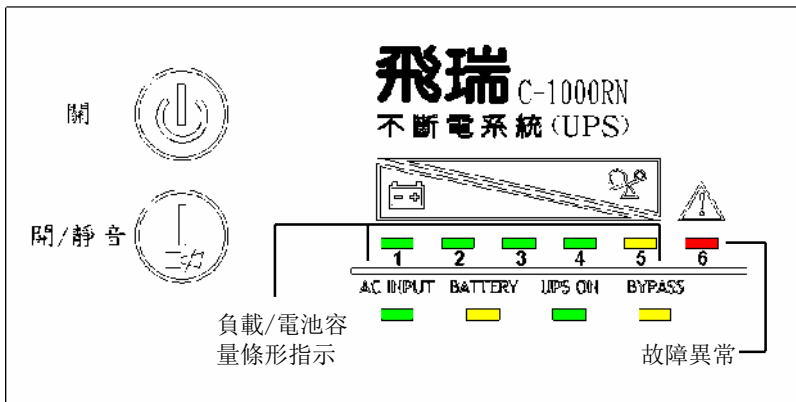 飛瑞 C-1000RN
不斷電系統(UPS)
關
開/靜音
二次
- +
1 2 3 4 5 6
AC INPUT BATTERY UPS ON BYPASS
負載/電池容
量條形指示
故障異常